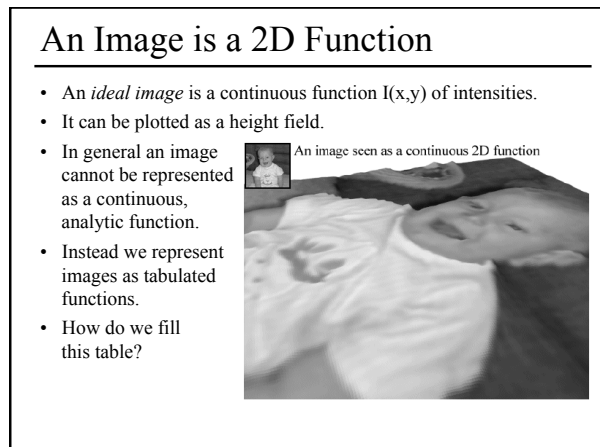 An Image is a 2D Function
• An ideal image is a continuous function I(x,y) of intensities.
• It can be plotted as a height field.
• In general an image
cannot be represented
as a continuous,
analytic function.
• Instead we represent
images as tabulated
functions.
• How do we fill
this table?
An image seen as a continuous 2D function